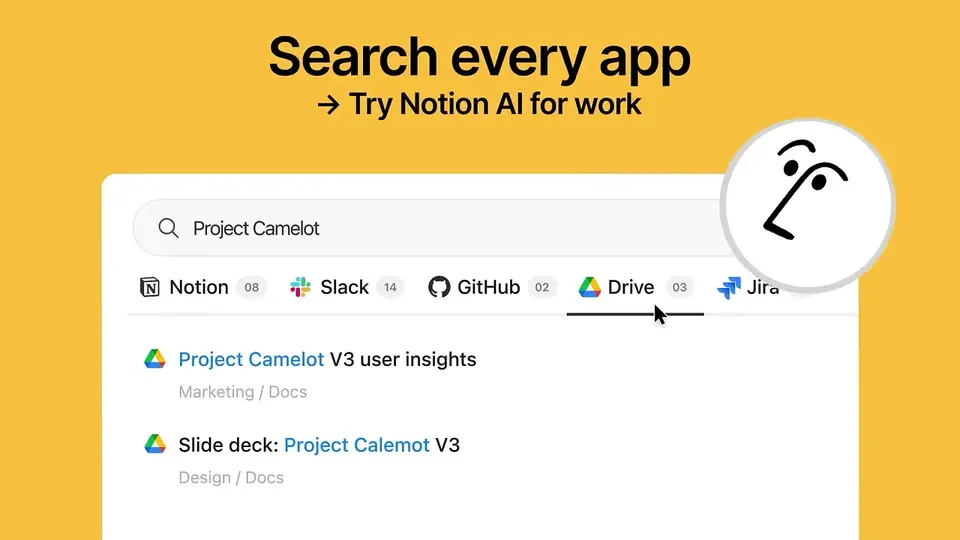 Search every app
→ Try Notion AI for work
Project Camelot
Notion 08 Slack 14 GitHub 02 Drive 03 Jira
Project Camelot V3 user insights
Marketing / Docs
Slide deck: Project Calemot V3
Design / Docs